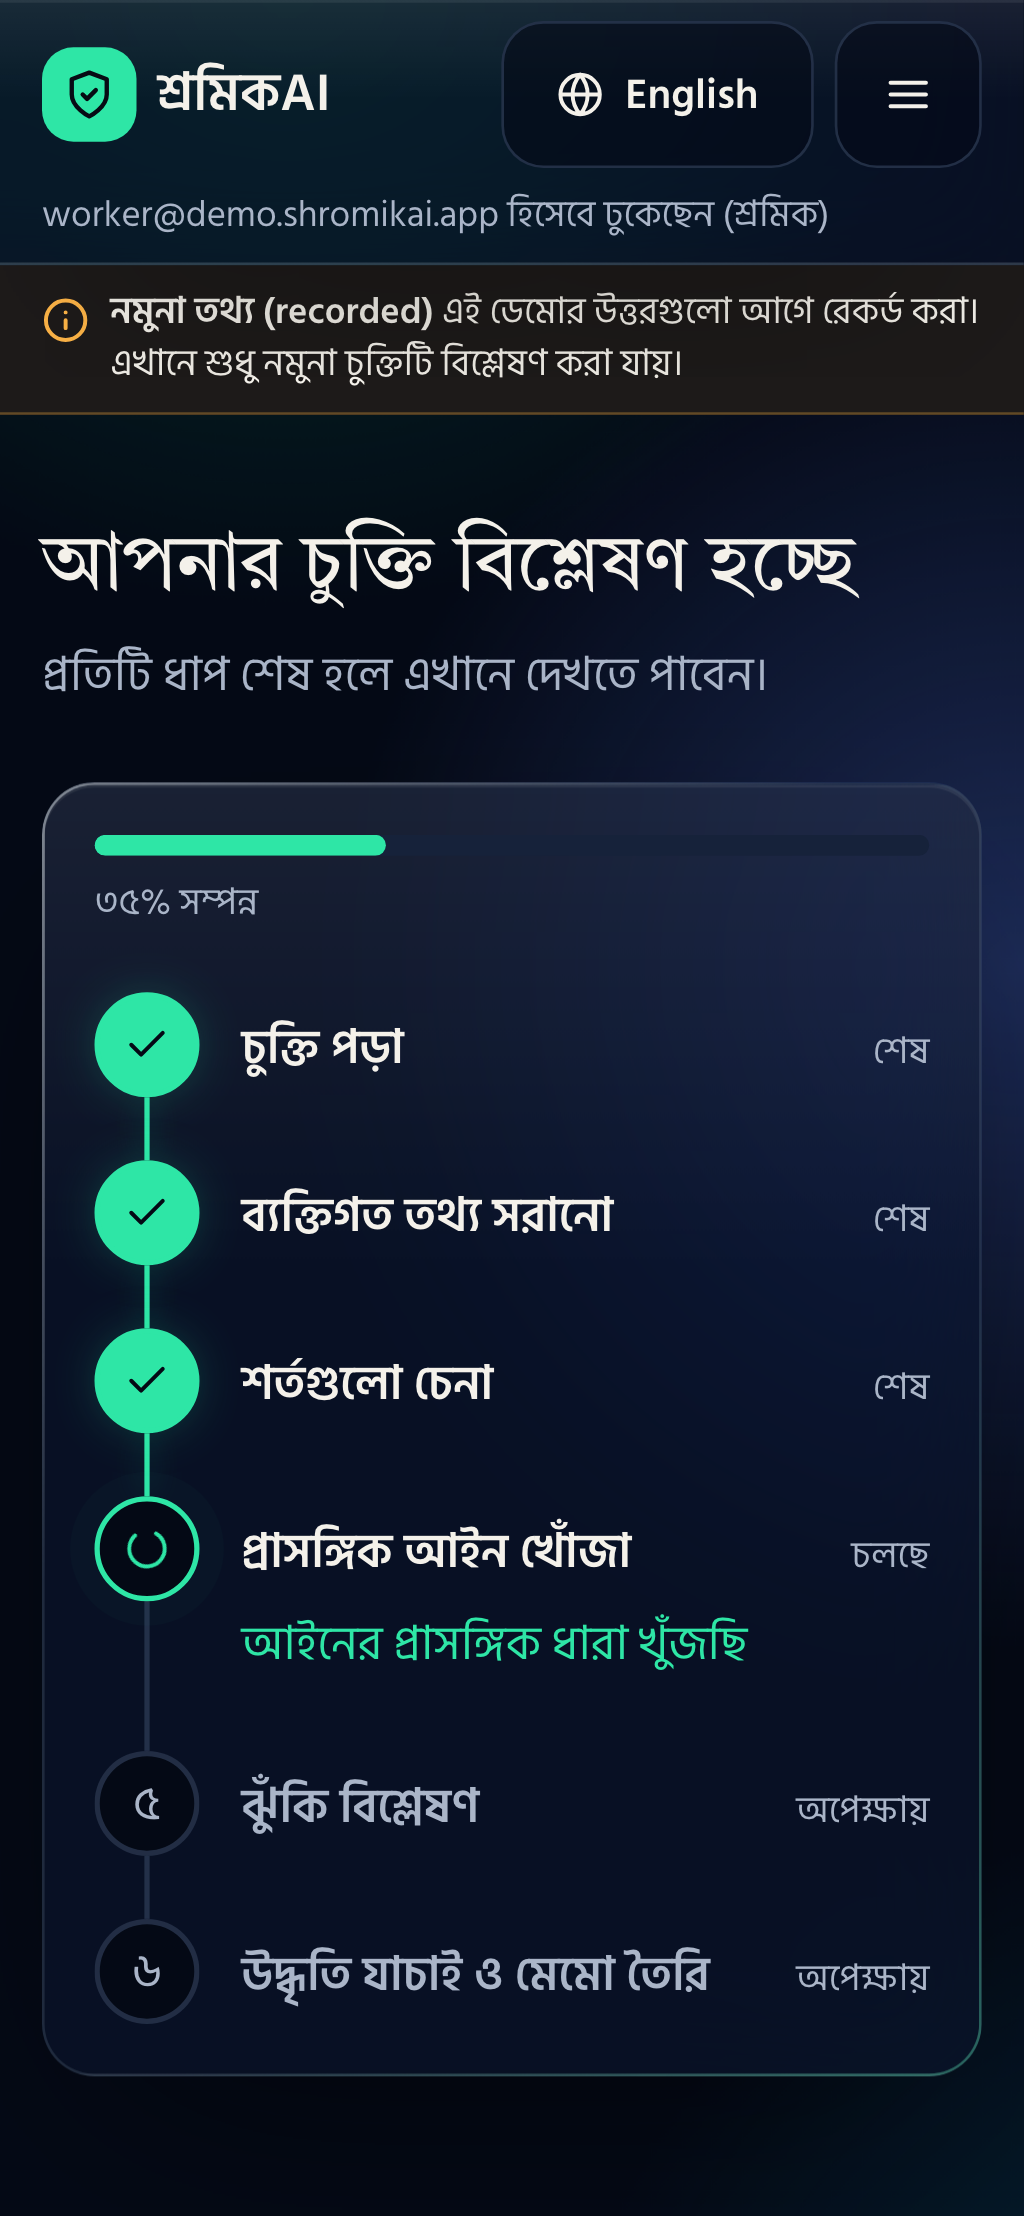 শ্রমিকAI
English
worker@demo.shromikai.app হিসেবে ঢুকেছেন (শ্রমিক)
নমুনা তথ্য (recorded) এই ডেমোর উত্তরগুলো আগে রেকর্ড করা।
এখানে শুধু নমুনা চুক্তিটি বিশ্লেষণ করা যায়।
আপনার চুক্তি বিশ্লেষণ হচ্ছে
প্রতিটি ধাপ শেষ হলে এখানে দেখতে পাবেন।
৩৫% সম্পন্ন
চুক্তি পড়া শেষ
ব্যক্তিগত তথ্য সরানো শেষ
শর্তগুলো চেনা শেষ
প্রাসঙ্গিক আইন খোঁজা চলছে
আইনের প্রাসঙ্গিক ধারা খুঁজছি
৫ ঝুঁকি বিশ্লেষণ অপেক্ষায়
৬ উদ্ধৃতি যাচাই ও মেমো তৈরি অপেক্ষায়